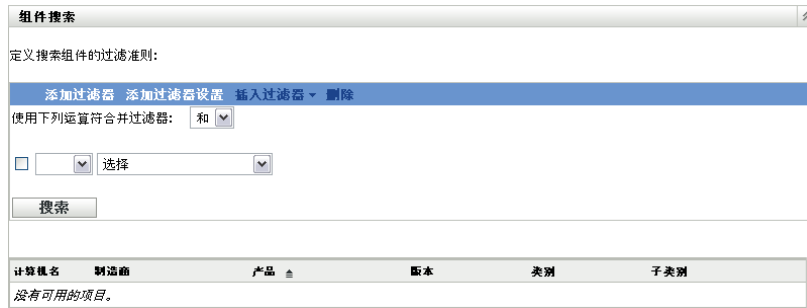 组件搜索
定义搜索组件的过滤准则:
添加过滤器 添加过滤器设置 插入过滤器 删除
使用下列运算符合并过滤器: 和
选择
搜索
计算机名 制造商 产品 版本 类别 子类别
没有可用的项目。